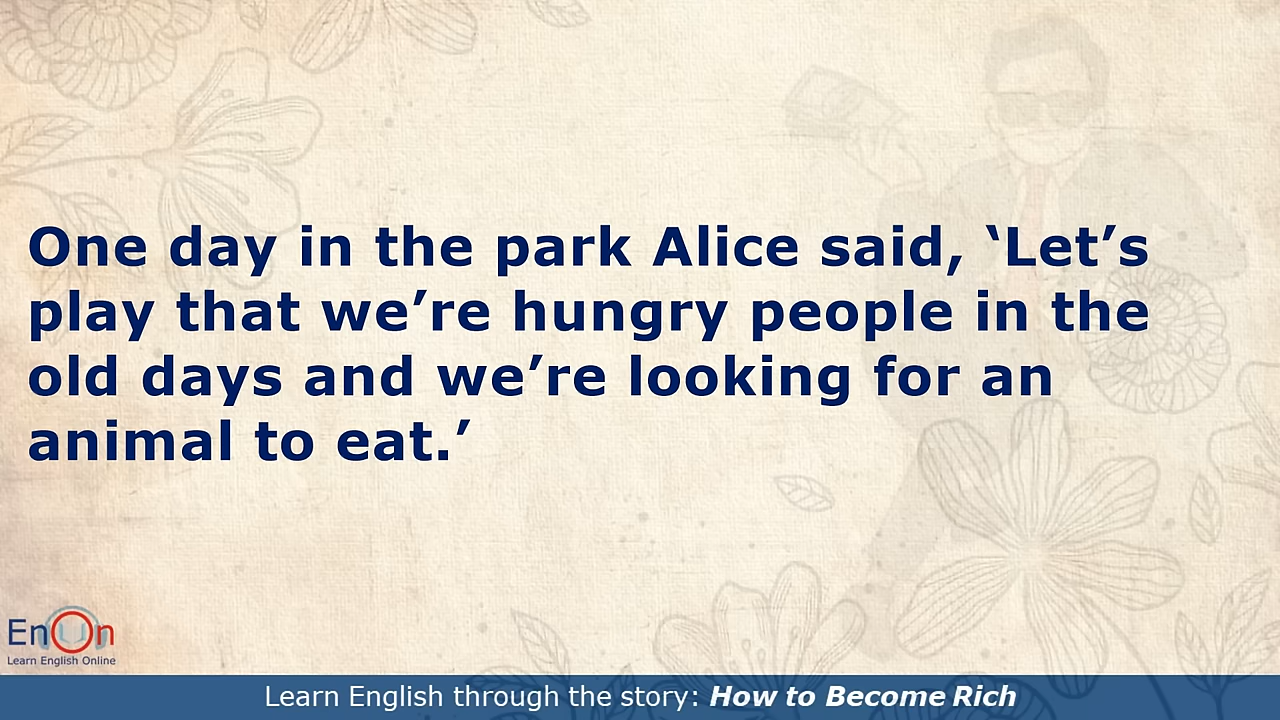 One day in the park Alice said, ‘Let’s
play that we’re hungry people in the
old days and we’re looking for an
animal to eat.’
EnOn
Learn English Online
Learn English through the story: How to Become Rich